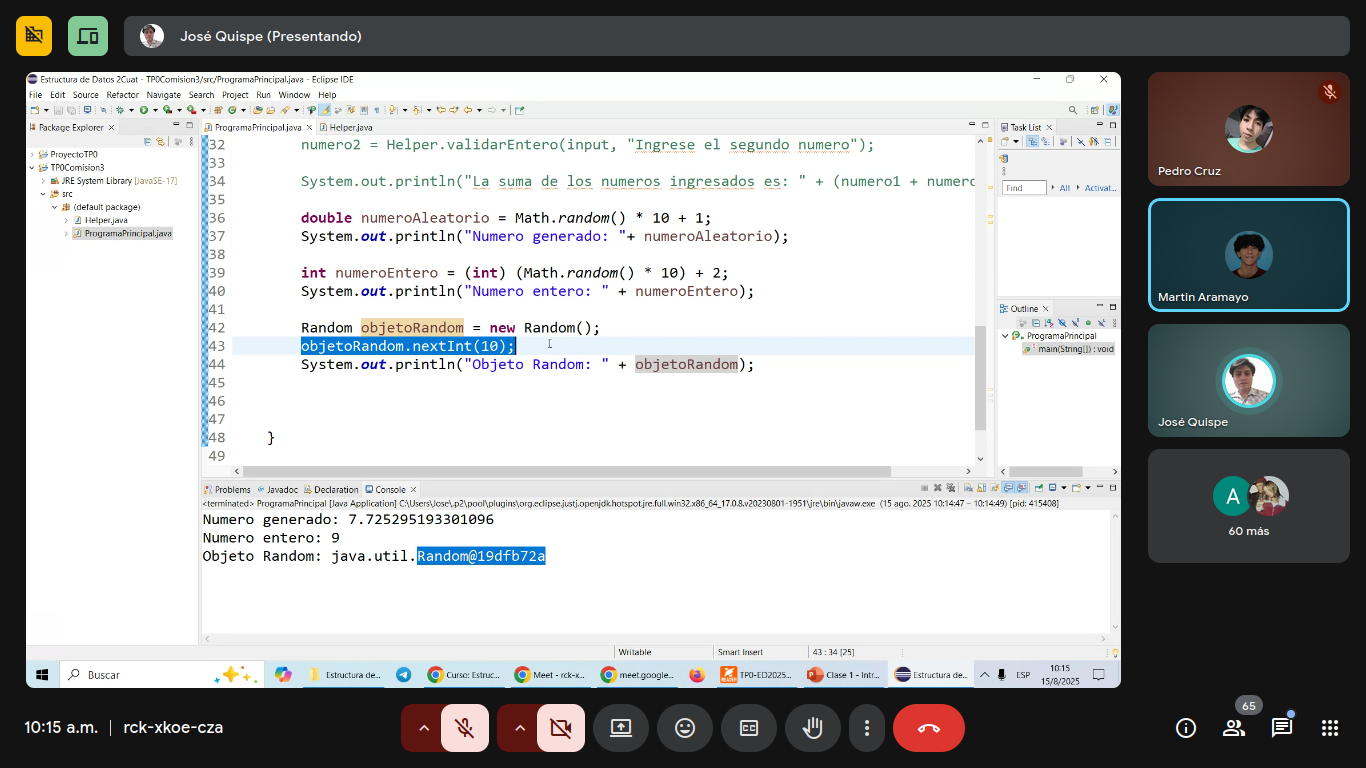 José Quispe (Presentando)
Estructura de Datos 2Cuat - TP0Comision3/src/ProgramaPrincipal.java - Eclipse IDE
File Edit Source Refactor Navigate Search Project Run Window Help
Package Explorer
ProyectoTP0
TP0Comision3
JRE System Library [JavaSE-17]
src
(default package)
Helper.java
ProgramaPrincipal.java
ProgramaPrincipal.java Helper.java
32 numero2 = Helper.validarEntero(input, "Ingrese el segundo numero");
33
34 System.out.println("La suma de los numeros ingresados es: " + (numero1 + numero
35
36 double numeroAleatorio = Math.random() * 10 + 1;
37 System.out.println("Numero generado: "+ numeroAleatorio);
38
39 int numeroEntero = (int) (Math.random() * 10) + 2;
40 System.out.println("Numero entero: " + numeroEntero);
41
42 Random objetoRandom = new Random();
43 objetoRandom.nextInt(10);
44 System.out.println("Objeto Random: " + objetoRandom);
45
46
47
48 }
49
Task List
Find All Activat...
Outline
ProgramaPrincipal
main(String[]) : void
Problems Javadoc Declaration Console
<terminated> ProgramaPrincipal [Java Application] C:\Users\Jose\.p2\pool\plugins\org.eclipse.justj.openjdk.hotspot.jre.full.win32.x86_64_17.0.8.v20230801-1951\jre\bin\javaw.exe (15 ago. 2025 10:14:47 – 10:14:49) [pid: 415408]
Numero generado: 7.725295193301096
Numero entero: 9
Objeto Random: java.util.Random@19dfb72a
Writable Smart Insert 43 : 34 [25]
Buscar
Estructura de... Curso: Estruc... Meet - rck-x... meet.google... TP0-ED2025... Clase 1 - Intr... Estructura de...
ESP
10:15
15/8/2025
Pedro Cruz
Martin Aramayo
José Quispe
A
60 más
10:15 a.m. | rck-xkoe-cza
65